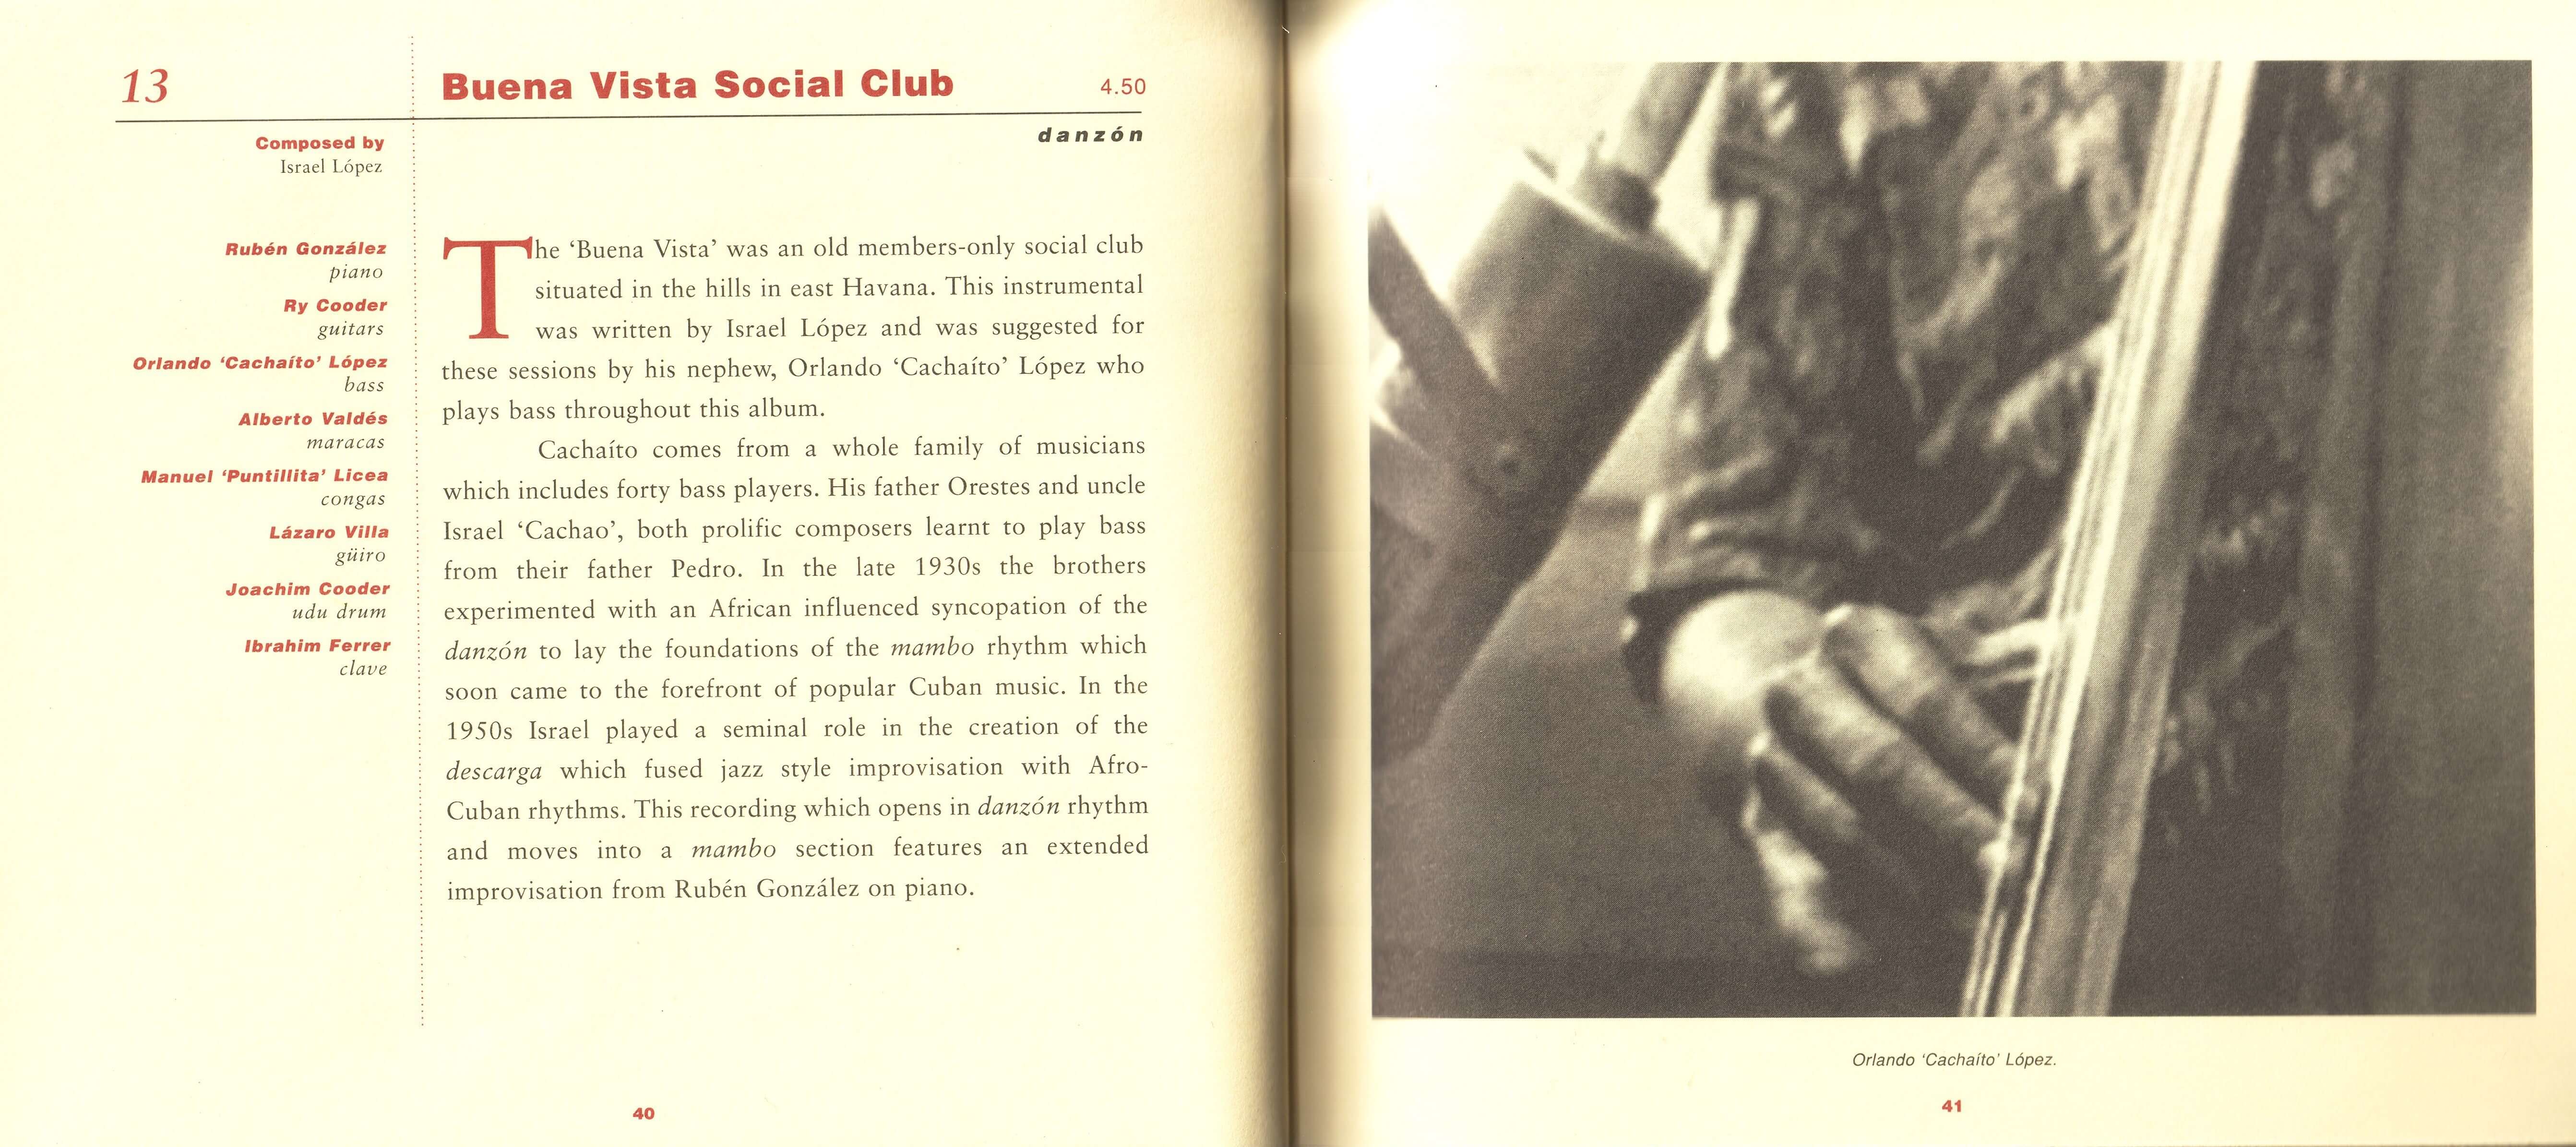 13
Buena Vista Social Club
4.50
danzón
Composed by
Israel López
Rubén González
piano
Ry Cooder
guitars
Orlando ‘Cachaíto’ López
bass
Alberto Valdés
maracas
Manuel ‘Puntillita’ Licea
congas
Lázaro Villa
güiro
Joachim Cooder
udu drum
Ibrahim Ferrer
clave
The ‘Buena Vista’ was an old members-only social club
situated in the hills in east Havana. This instrumental
was written by Israel López and was suggested for
these sessions by his nephew, Orlando ‘Cachaíto’ López who
plays bass throughout this album.
Cachaíto comes from a whole family of musicians
which includes forty bass players. His father Orestes and uncle
Israel ‘Cachao’, both prolific composers learnt to play bass
from their father Pedro. In the late 1930s the brothers
experimented with an African influenced syncopation of the
danzón to lay the foundations of the mambo rhythm which
soon came to the forefront of popular Cuban music. In the
1950s Israel played a seminal role in the creation of the
descarga which fused jazz style improvisation with Afro-
Cuban rhythms. This recording which opens in danzón rhythm
and moves into a mambo section features an extended
improvisation from Rubén González on piano.
40
Orlando ‘Cachaíto’ López.
41